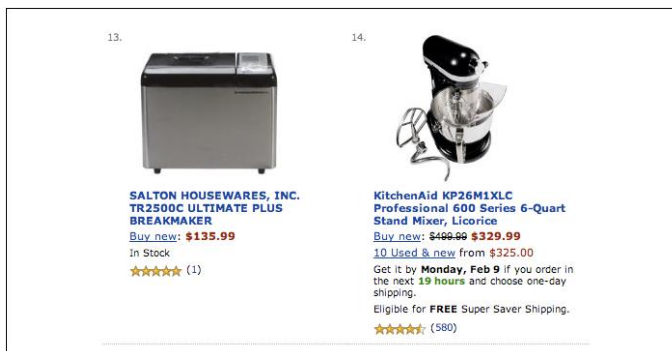 13.
SALTON HOUSEWARES, INC.
TR2500C ULTIMATE PLUS
BREAKMAKER
Buy new: $135.99
In Stock
(1)
14.
KitchenAid KP26M1XLC
Professional 600 Series 6-Quart
Stand Mixer, Licorice
Buy new: $499.99 $329.99
10 Used & new from $325.00
Get it by Monday, Feb 9 if you order in
the next 19 hours and choose one-day
shipping.
Eligible for FREE Super Saver Shipping.
(580)